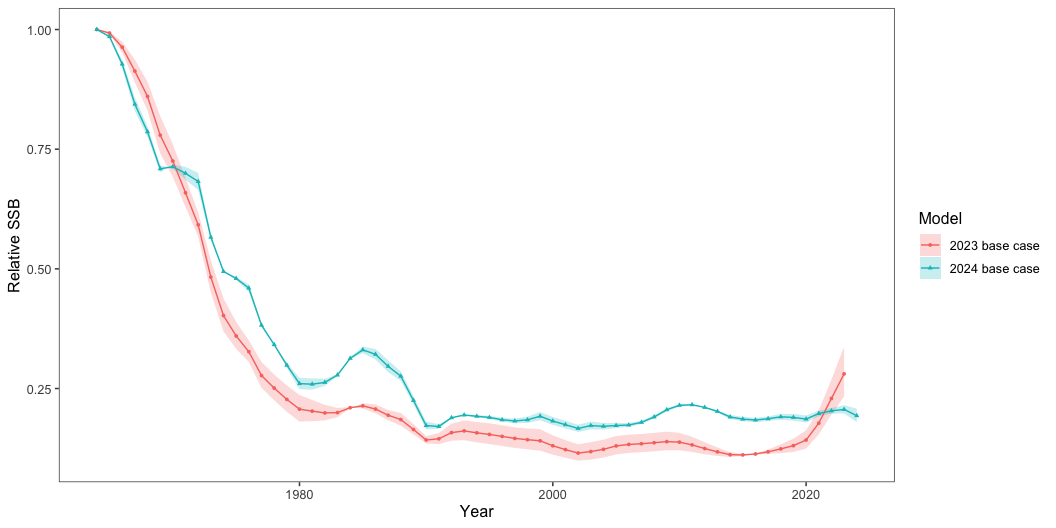 1.00
0.75
0.50
0.25
Relative SSB
1980
2000
2020
Year
Model
2023 base case
2024 base case